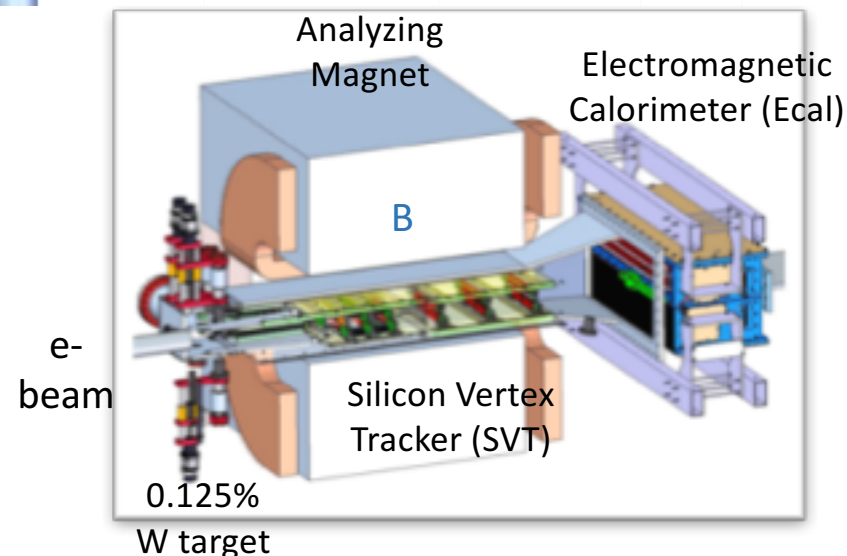 Analyzing
Magnet
Electromagnetic
Calorimeter (Ecal)
B
e-
beam
Silicon Vertex
Tracker (SVT)
0.125%
W target